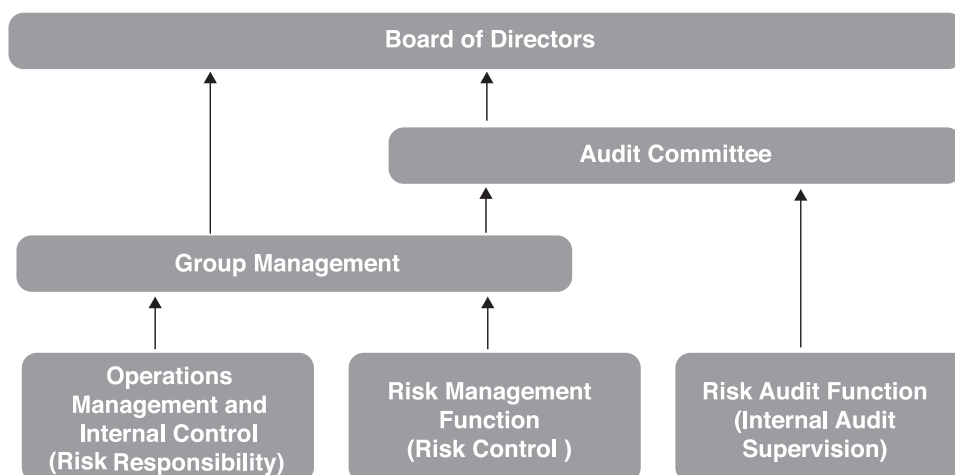 Board of Directors
Audit Committee
Group Management
Operations
Management and
Internal Control
(Risk Responsibility)
Risk Management
Function
(Risk Control )
Risk Audit Function
(Internal Audit
Supervision)